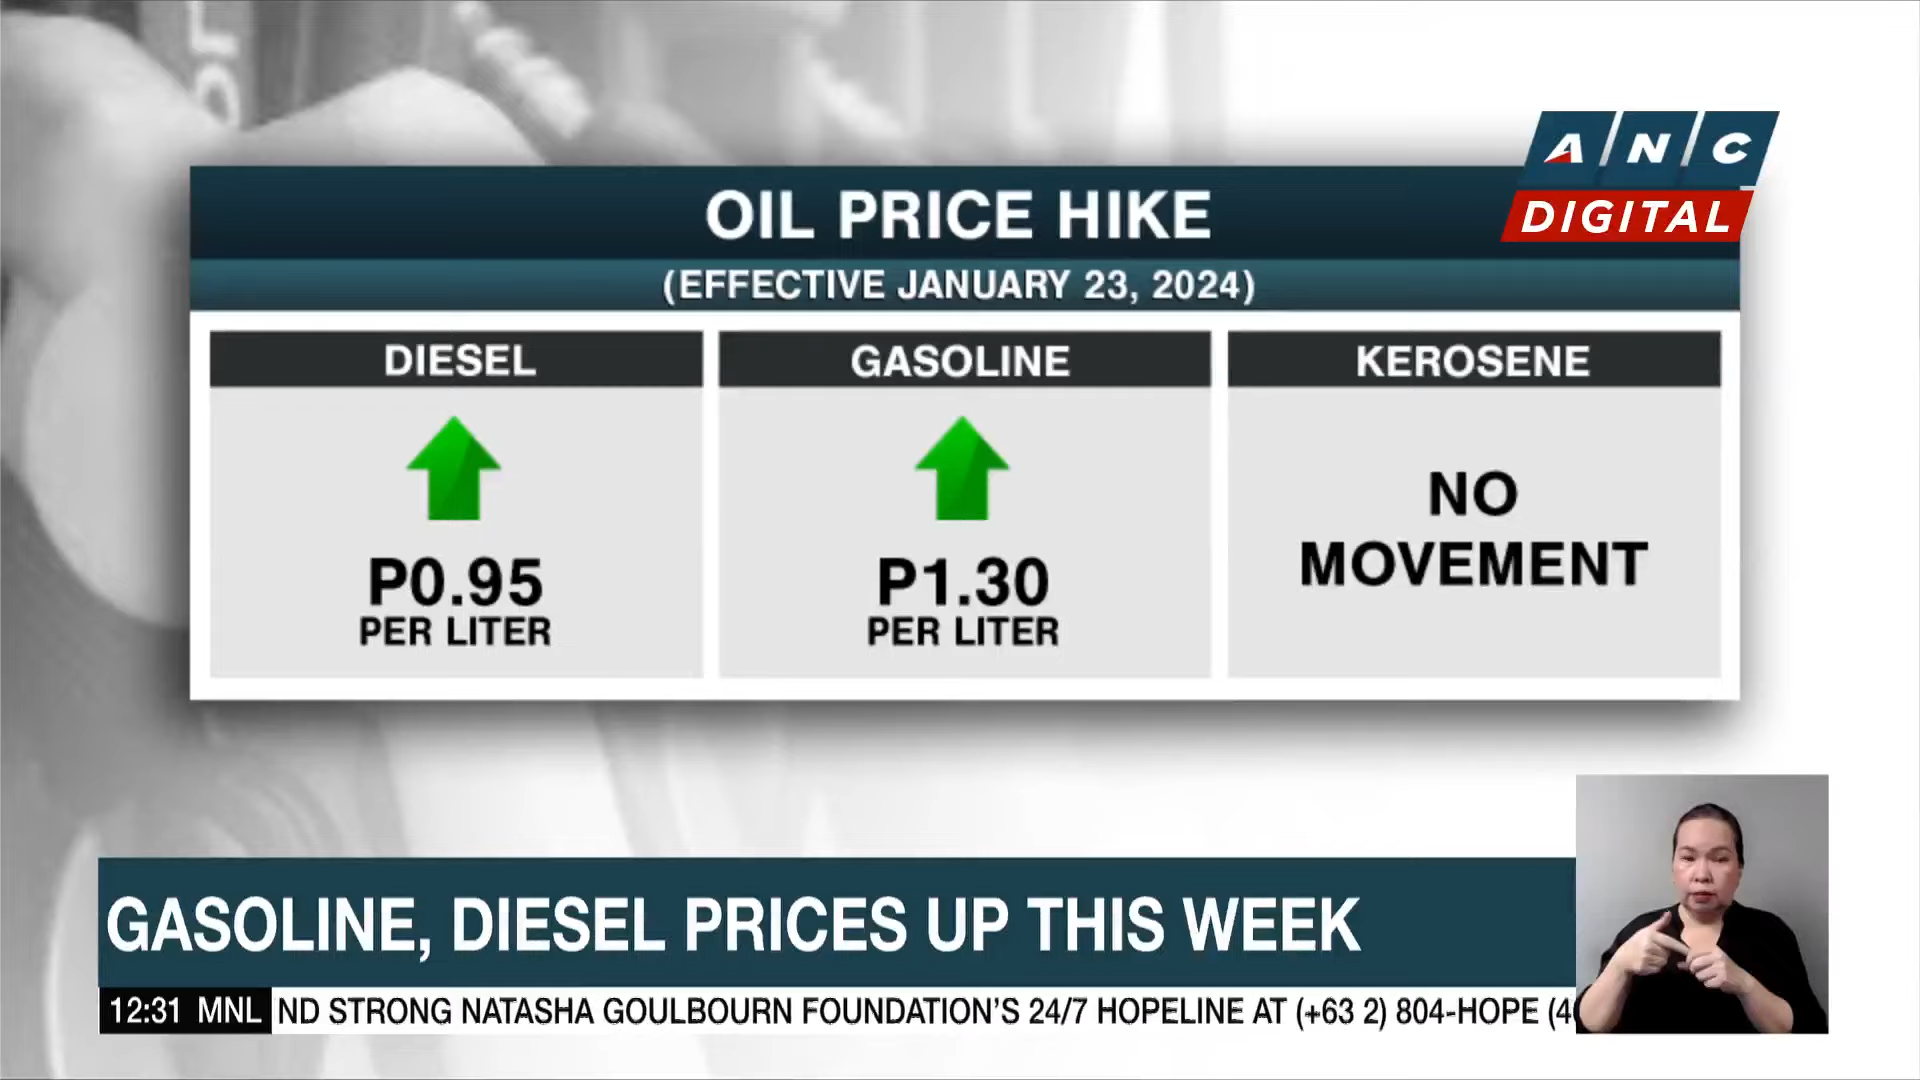 A N C
DIGITAL
OIL PRICE HIKE
(EFFECTIVE JANUARY 23, 2024)
DIESEL
P0.95
PER LITER
GASOLINE
P1.30
PER LITER
KEROSENE
NO
MOVEMENT
GASOLINE, DIESEL PRICES UP THIS WEEK
12:31 MNL
ND STRONG NATASHA GOULBOURN FOUNDATION'S 24/7 HOPELINE AT (+63 2) 804-HOPE (4